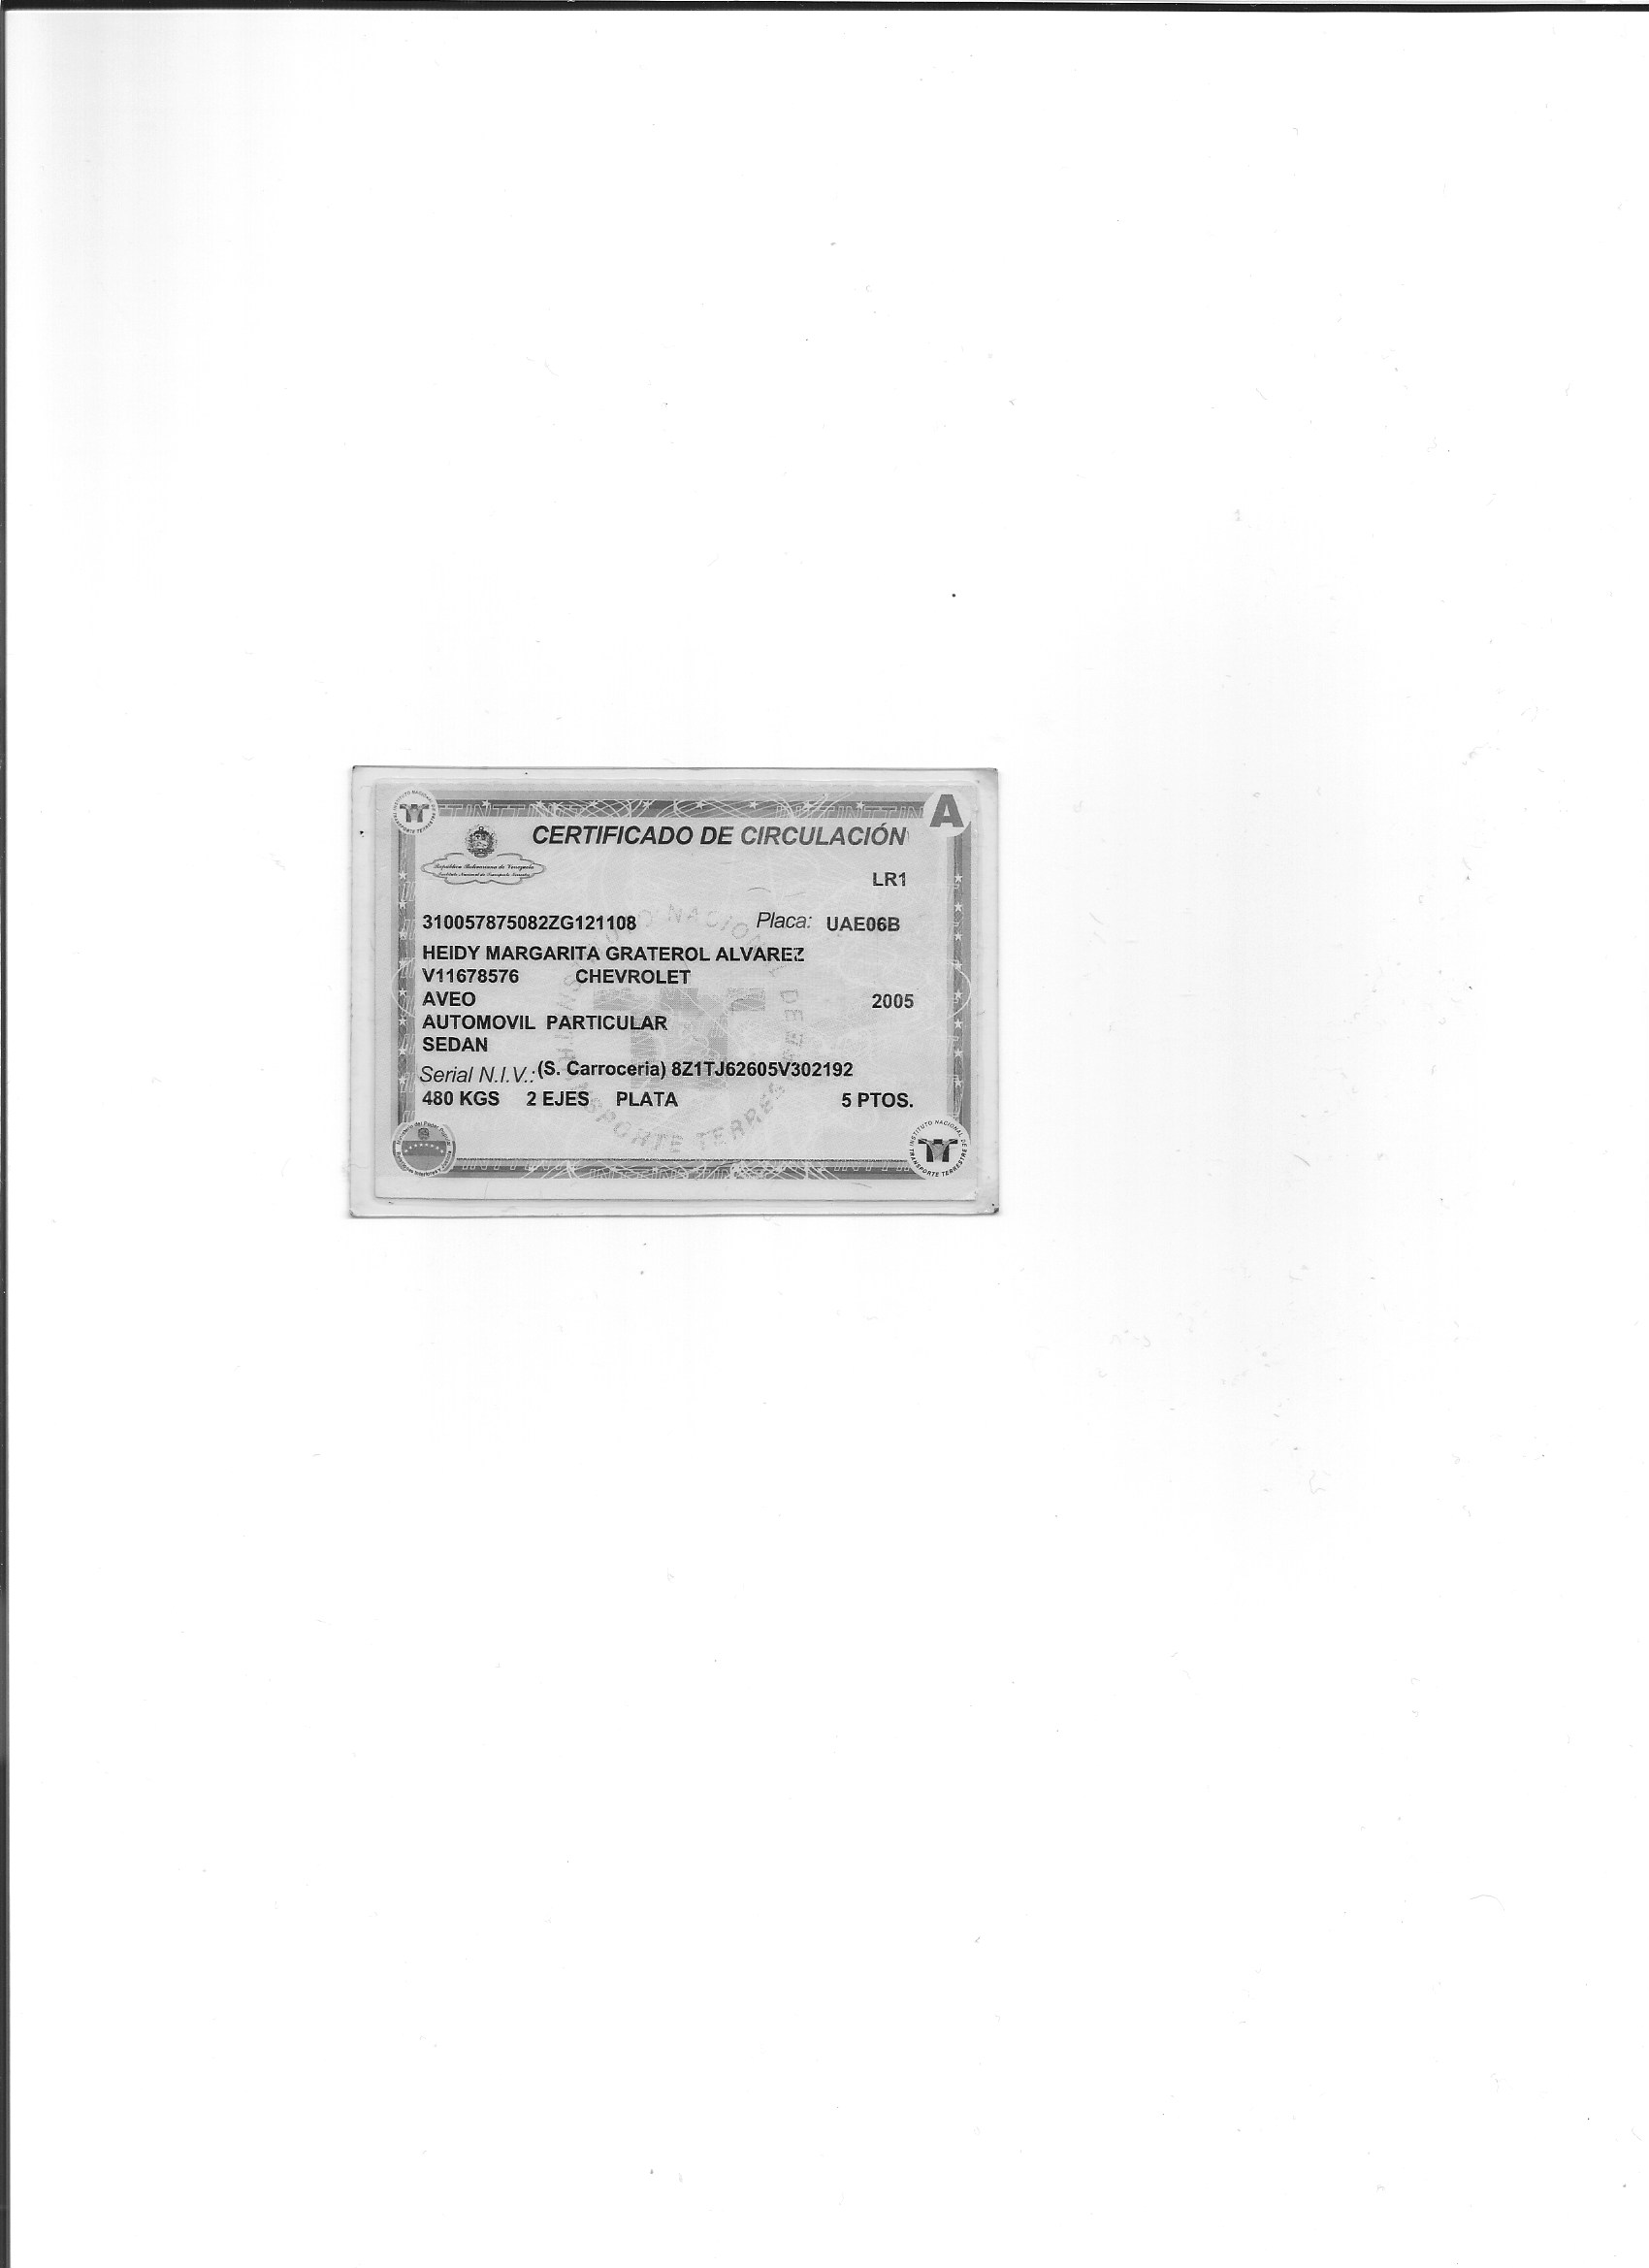 INSTITUTO NACIONAL DE TRANSPORTE TERRESTRE
A
CERTIFICADO DE CIRCULACIÓN
República Bolivariana de Venezuela
Instituto Nacional de Transporte Terrestre
LR1
310057875082ZG121108 Placa: UAE06B
HEIDY MARGARITA GRATEROL ALVAREZ
V11678576 CHEVROLET
AVEO 2005
AUTOMOVIL PARTICULAR
SEDAN
Serial N.I.V.: (S. Carroceria) 8Z1TJ62605V302192
480 KGS 2 EJES PLATA 5 PTOS.
INSTITUTO NACIONAL DE TRANSPORTE TERRESTRE